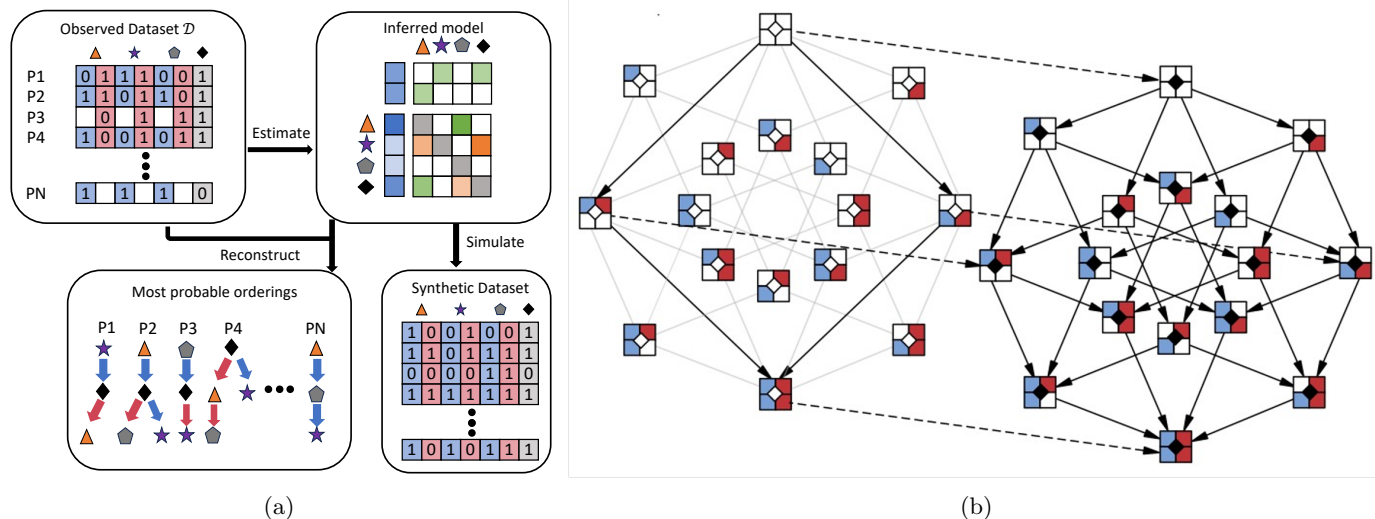 Observed Dataset 𝒟
P1 0 1 1 1 0 0 1
P2 1 1 0 1 1 0 1
P3 0 1 1 1
P4 1 0 0 1 0 1 1
PN 1 1 1 0
Estimate
Inferred model
Reconstruct
Simulate
Most probable orderings
P1 P2 P3 P4 PN
Synthetic Dataset
1 0 0 1 0 0 1
1 1 0 0 1 1 1
0 0 0 0 0 1 1
1 1 1 1 1 1 1
1 0 1 0 1 1 1
(a)
(b)